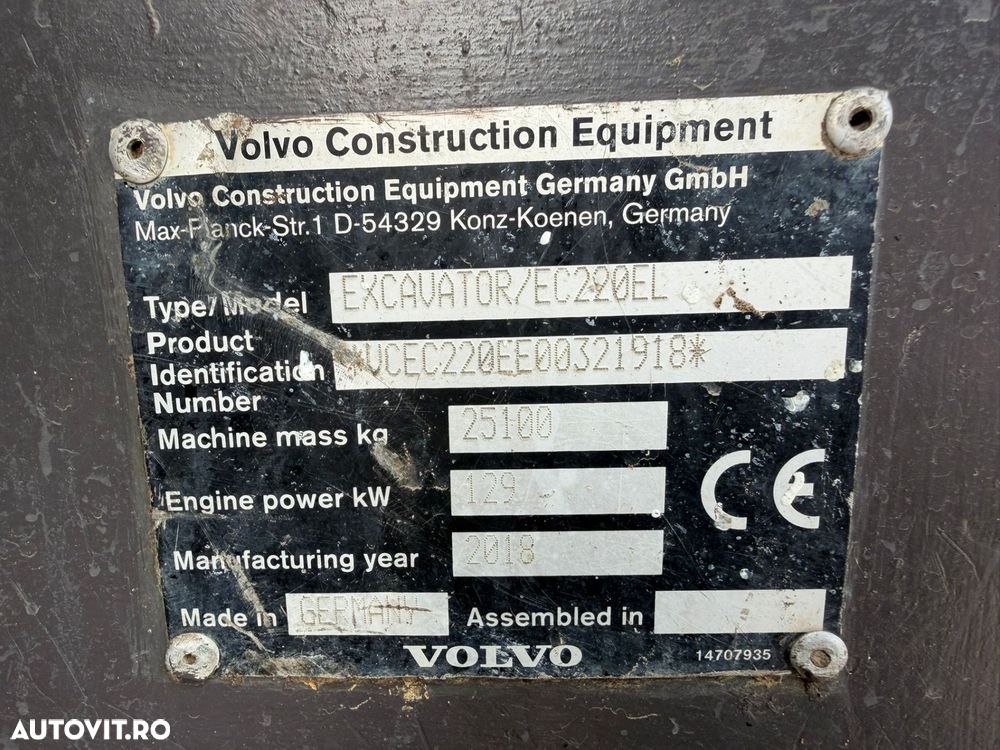 Volvo Construction Equipment
Volvo Construction Equipment Germany GmbH
Max-Planck-Str.1 D-54329 Konz-Koenen, Germany
Type/Model EXCAVATOR/EC220EL
Product
Identification
Number
*VCEC220EE00321918*
Machine mass kg 25100
Engine power kW 129
Manufacturing year 2018
Made in GERMANY Assembled in
CE
VOLVO
14707935
AUTOVIT.RO